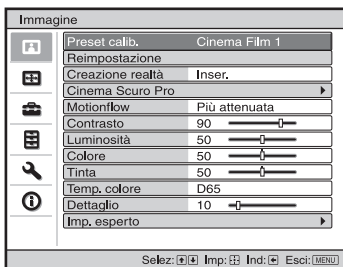 Immagine
Preset calib. Cinema Film 1
Reimpostazione
Creazione realtà Inser.
Cinema Scuro Pro
Motionflow Più attenuata
Contrasto 90
Luminosità 50
Colore 50
Tinta 50
Temp. colore D65
Dettaglio 10
Imp. esperto
Selez: Imp: Ind: Esci: MENU